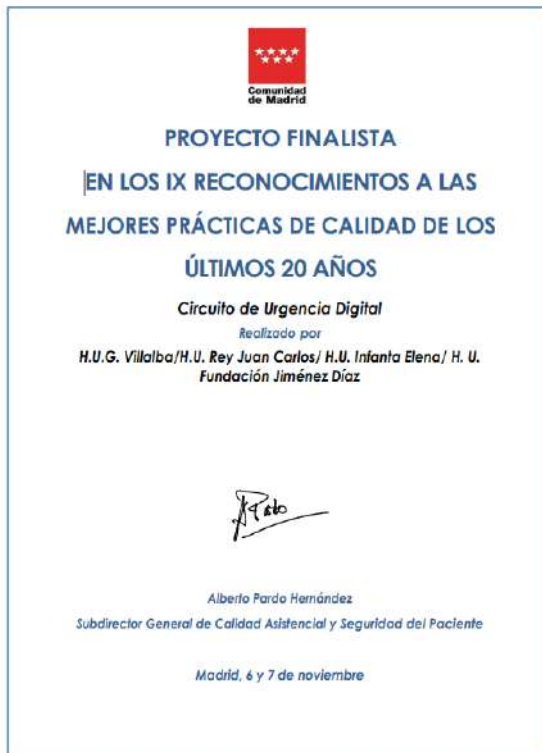 Comunidad
de Madrid
PROYECTO FINALISTA
EN LOS IX RECONOCIMIENTOS A LAS
MEJORES PRÁCTICAS DE CALIDAD DE LOS
ÚLTIMOS 20 AÑOS
Circuito de Urgencia Digital
Realizado por
H.U.G. Villalba/H.U. Rey Juan Carlos/ H.U. Infanta Elena/ H. U.
Fundación Jiménez Díaz
Alberto Pardo Hernández
Subdirector General de Calidad Asistencial y Seguridad del Paciente
Madrid, 6 y 7 de noviembre